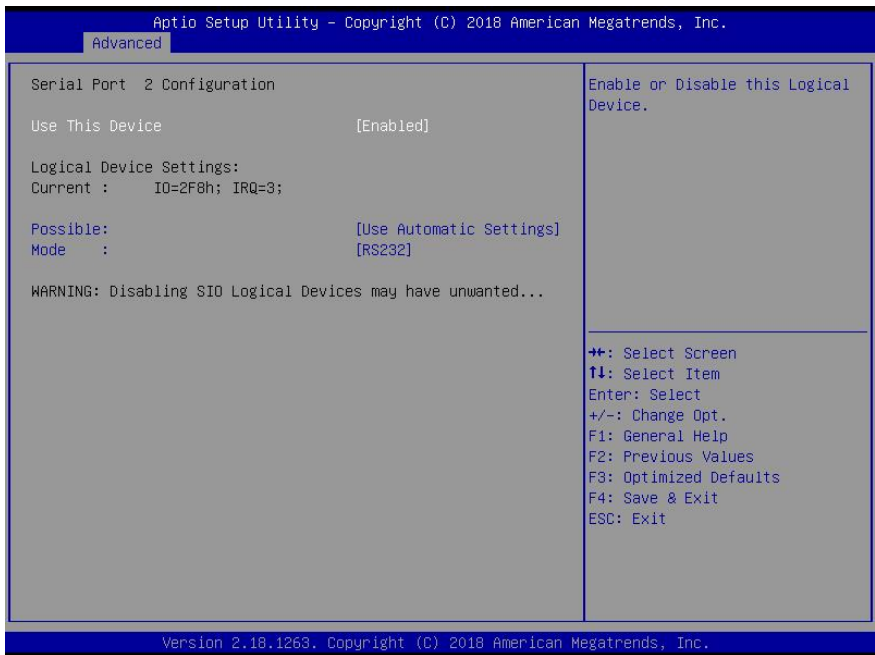 Aptio Setup Utility – Copyright (C) 2018 American Megatrends, Inc.
Advanced
Serial Port 2 Configuration
Use This Device [Enabled]
Logical Device Settings:
Current : IO=2F8h; IRQ=3;
Possible: [Use Automatic Settings]
Mode : [RS232]
WARNING: Disabling SIO Logical Devices may have unwanted...
Enable or Disable this Logical
Device.
→←: Select Screen
↑↓: Select Item
Enter: Select
+/-: Change Opt.
F1: General Help
F2: Previous Values
F3: Optimized Defaults
F4: Save & Exit
ESC: Exit
Version 2.18.1263. Copyright (C) 2018 American Megatrends, Inc.